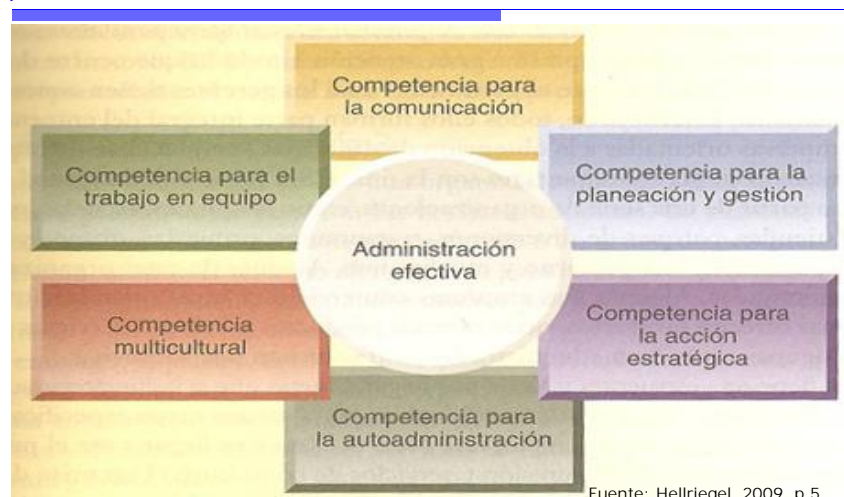 Competencia para
la comunicación
Competencia para el
trabajo en equipo
Competencia para la
planeación y gestión
Administración
efectiva
Competencia
multicultural
Competencia para
la acción
estratégica
Competencia para
la autoadministración
Fuente: Hellriegel, 2009, p.5